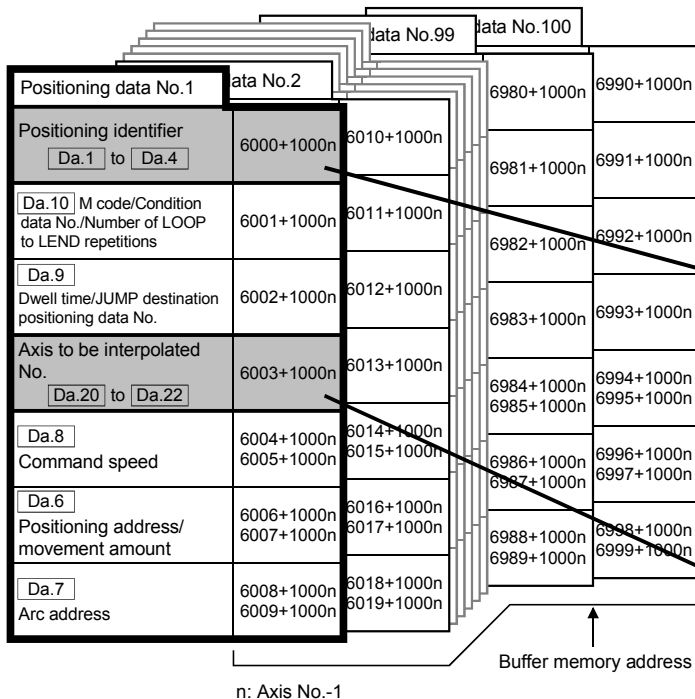 data No.100
data No.99
data No.2
Positioning data No.1
Positioning identifier
Da.1 to Da.4
6000+1000n
Da.10 M code/Condition
data No./Number of LOOP
to LEND repetitions
6001+1000n
Da.9
Dwell time/JUMP destination
positioning data No.
6002+1000n
Axis to be interpolated
No.
Da.20 to Da.22
6003+1000n
Da.8
Command speed
6004+1000n
6005+1000n
Da.6
Positioning address/
movement amount
6006+1000n
6007+1000n
Da.7
Arc address
6008+1000n
6009+1000n
6010+1000n
6011+1000n
6012+1000n
6013+1000n
6014+1000n
6015+1000n
6016+1000n
6017+1000n
6018+1000n
6019+1000n
6980+1000n
6981+1000n
6982+1000n
6983+1000n
6984+1000n
6985+1000n
6986+1000n
6987+1000n
6988+1000n
6989+1000n
6990+1000n
6991+1000n
6992+1000n
6993+1000n
6994+1000n
6995+1000n
6996+1000n
6997+1000n
6998+1000n
6999+1000n
Buffer memory address
n: Axis No.-1